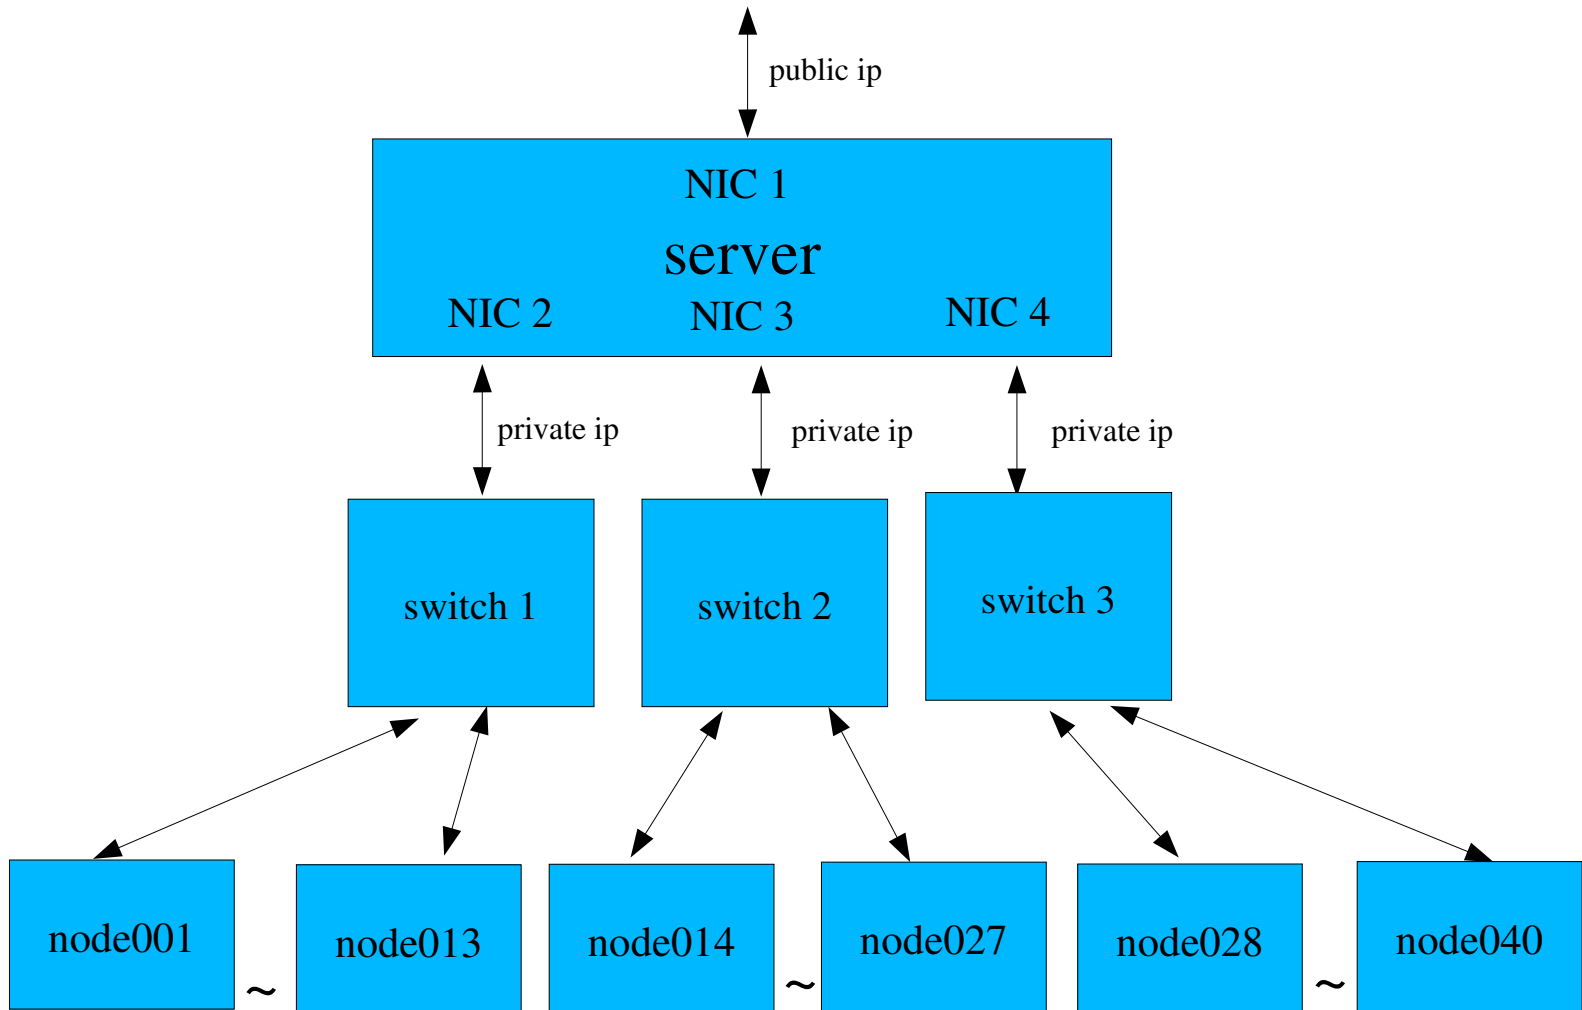 public ip
NIC 1
server
NIC 2 NIC 3 NIC 4
private ip private ip private ip
switch 1 switch 2 switch 3
node001 ~ node013 node014 ~ node027 node028 ~ node040